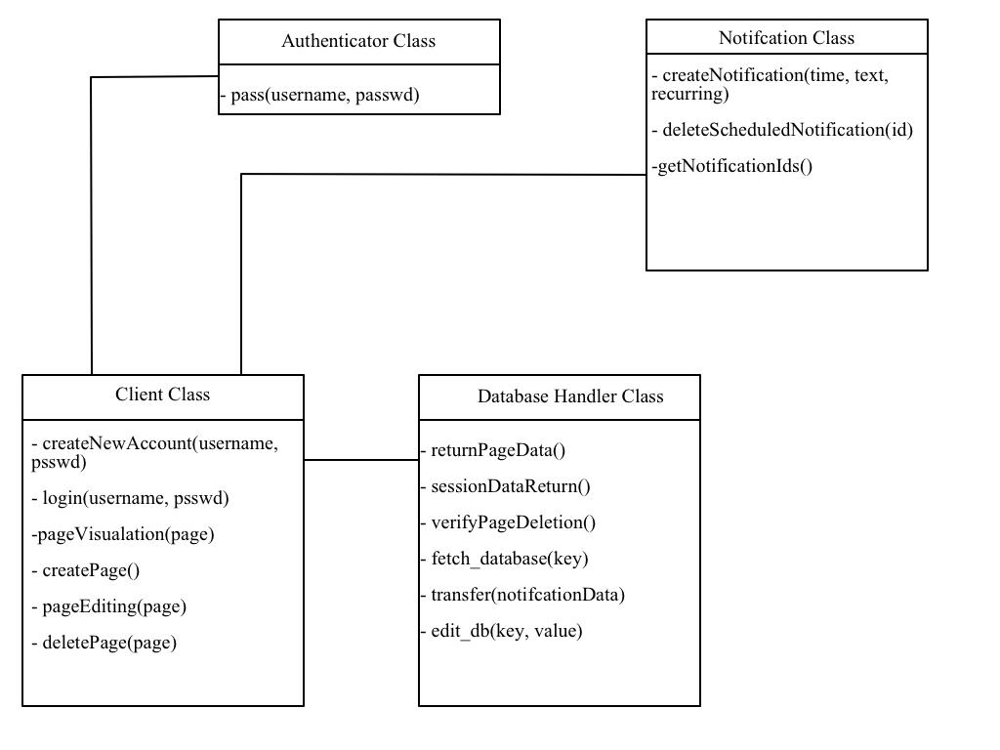 Authenticator Class
- pass(username, passwd)
Notifcation Class
- createNotification(time, text,
recurring)
- deleteScheduledNotification(id)
-getNotificationIds()
Client Class
- createNewAccount(username,
psswd)
- login(username, psswd)
-pageVisualation(page)
- createPage()
- pageEditing(page)
- deletePage(page)
Database Handler Class
- returnPageData()
- sessionDataReturn()
- verifyPageDeletion()
- fetch_database(key)
- transfer(notifcationData)
- edit_db(key, value)